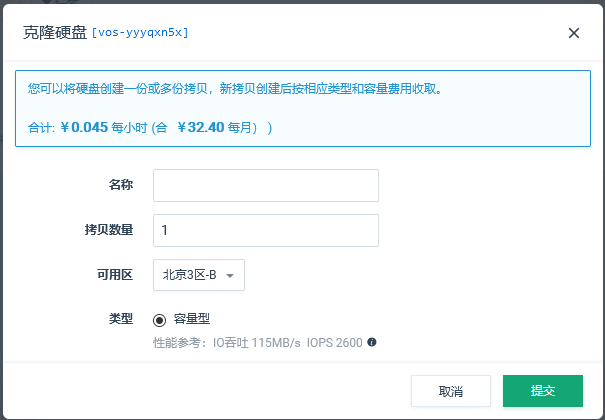 克隆硬盘 [vos-yyyqxn5x]
您可以将硬盘创建一份或多份拷贝，新拷贝创建后按相应类型和容量费用收取。
合计: ￥0.045 每小时 (合 ￥32.40 每月） )
名称
拷贝数量 1
可用区 北京3区-B
类型 容量型
性能参考：IO吞吐 115MB/s IOPS 2600
取消 提交